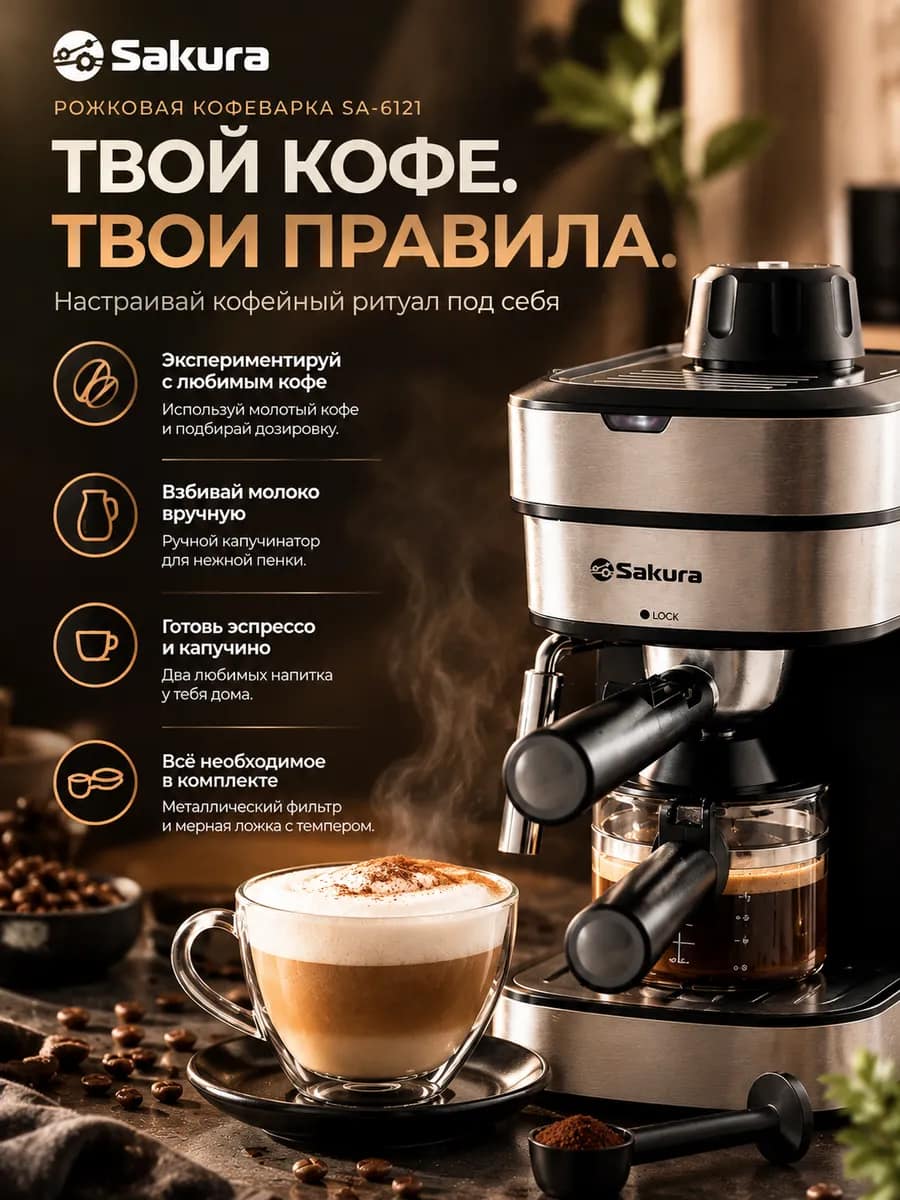 Sakura
РОЖКОВАЯ КОФЕВАРКА SA-6121
ТВОЙ КОФЕ.
ТВОИ ПРАВИЛА.
Настраивай кофейный ритуал под себя
Экспериментируй
с любимым кофе
Используй молотый кофе
и подбирай дозировку.
Взбивай молоко
вручную
Ручной капучинатор
для нежной пенки.
Готовь эспрессо
и капучино
Два любимых напитка
у тебя дома.
Всё необходимое
в комплекте
Металлический фильтр
и мерная ложка с темпером.
Sakura
LOCK